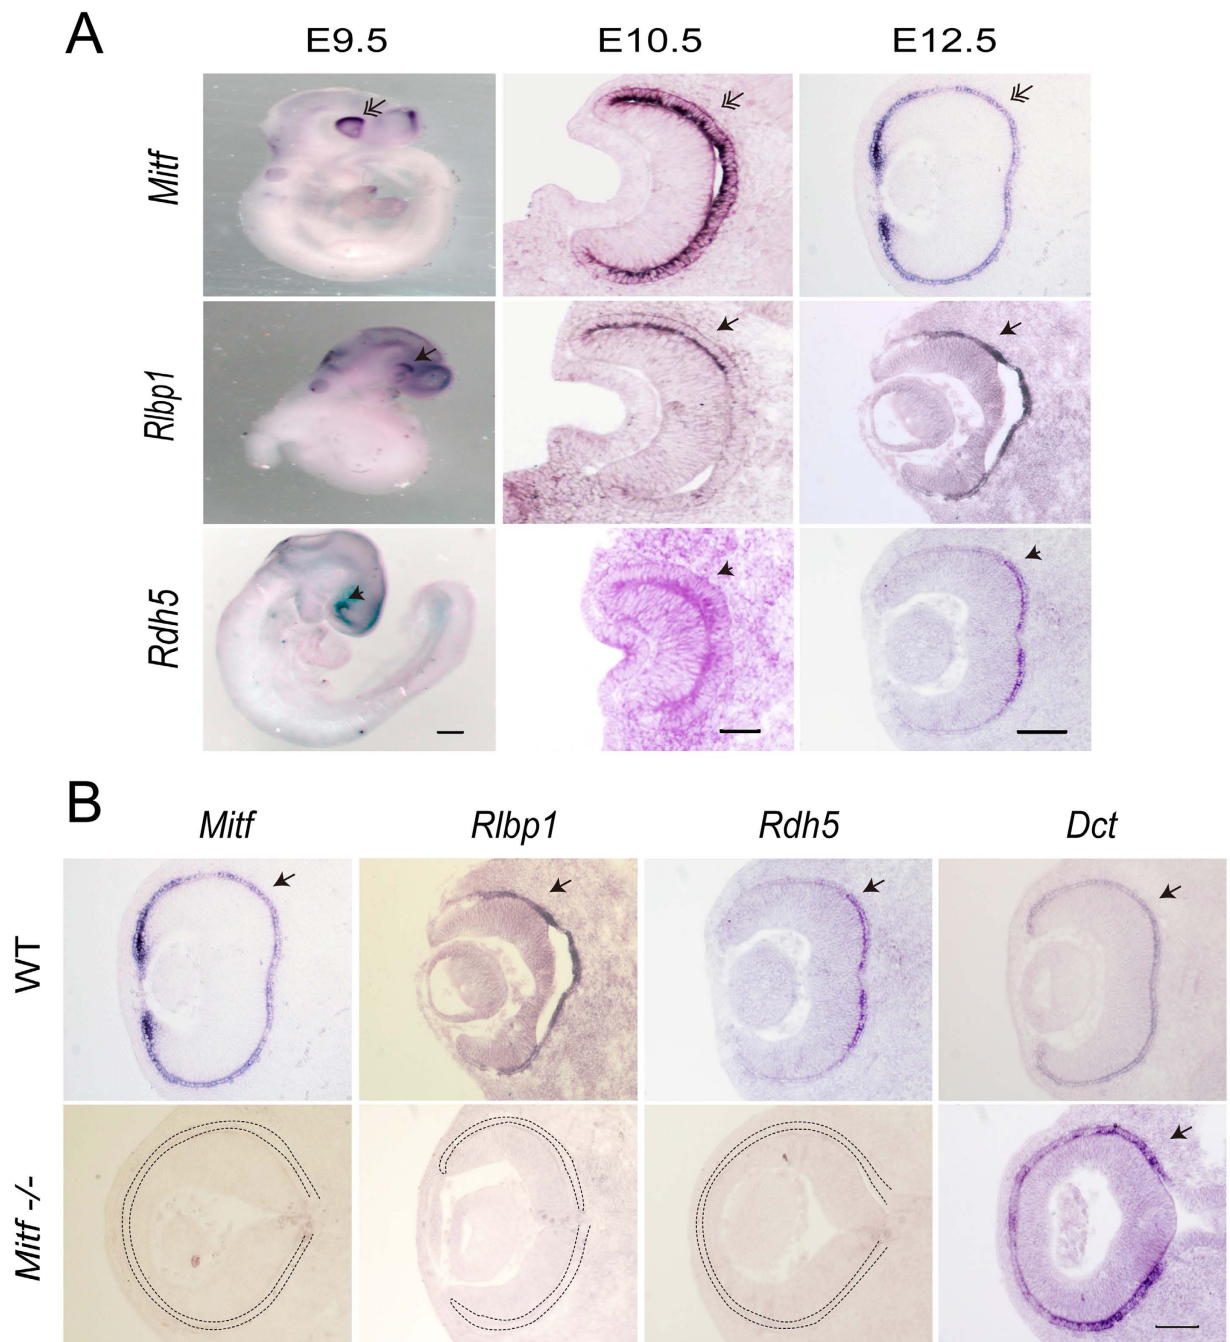 A
E9.5 E10.5 E12.5
Mitf
Rlbp1
Rdh5
B
Mitf Rlbp1 Rdh5 Dct
WT
Mitf -/-